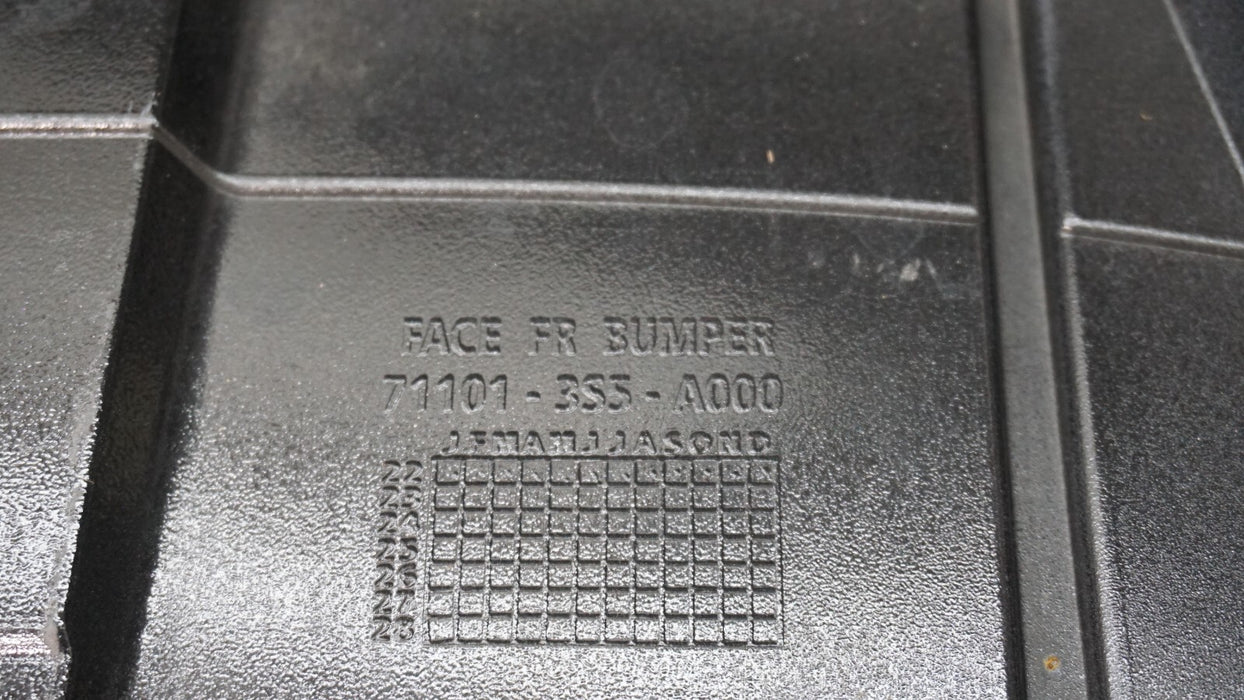 FACE FR BUMPER
71101 - 3S5 - A000
JFMAMJJASOND